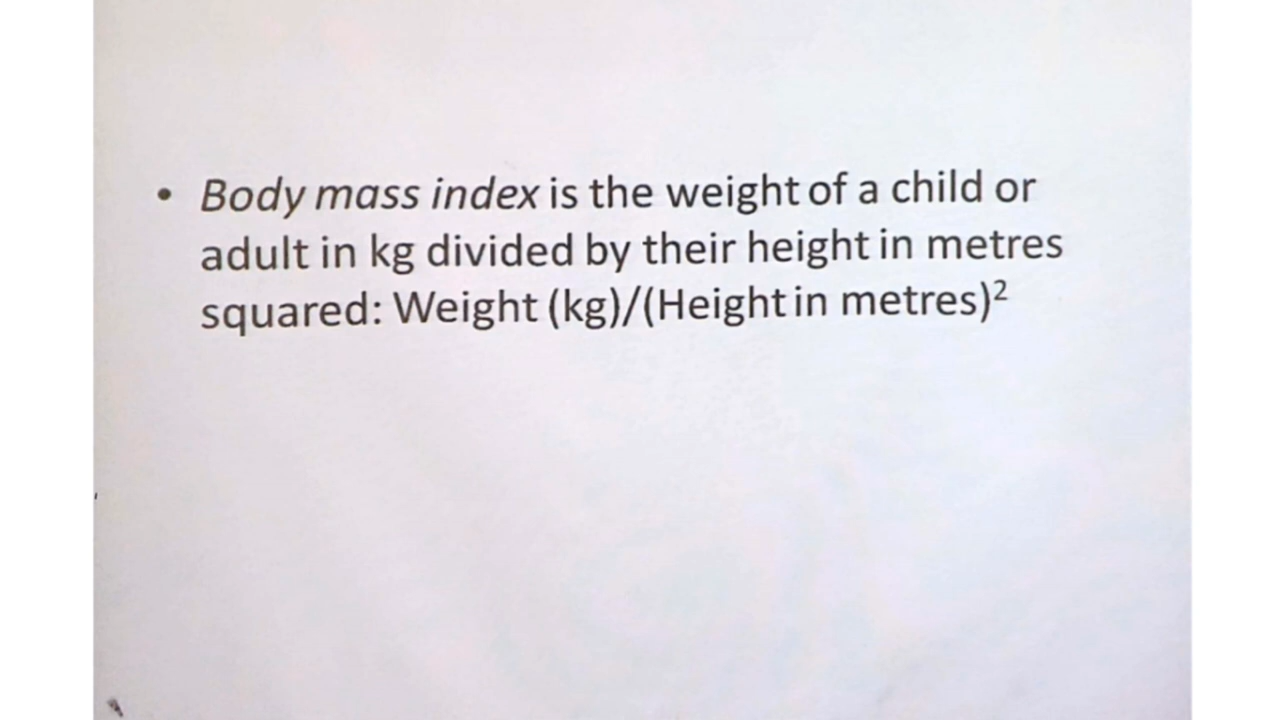 • Body mass index is the weight of a child or
adult in kg divided by their height in metres
squared: Weight (kg)/(Height in metres)²